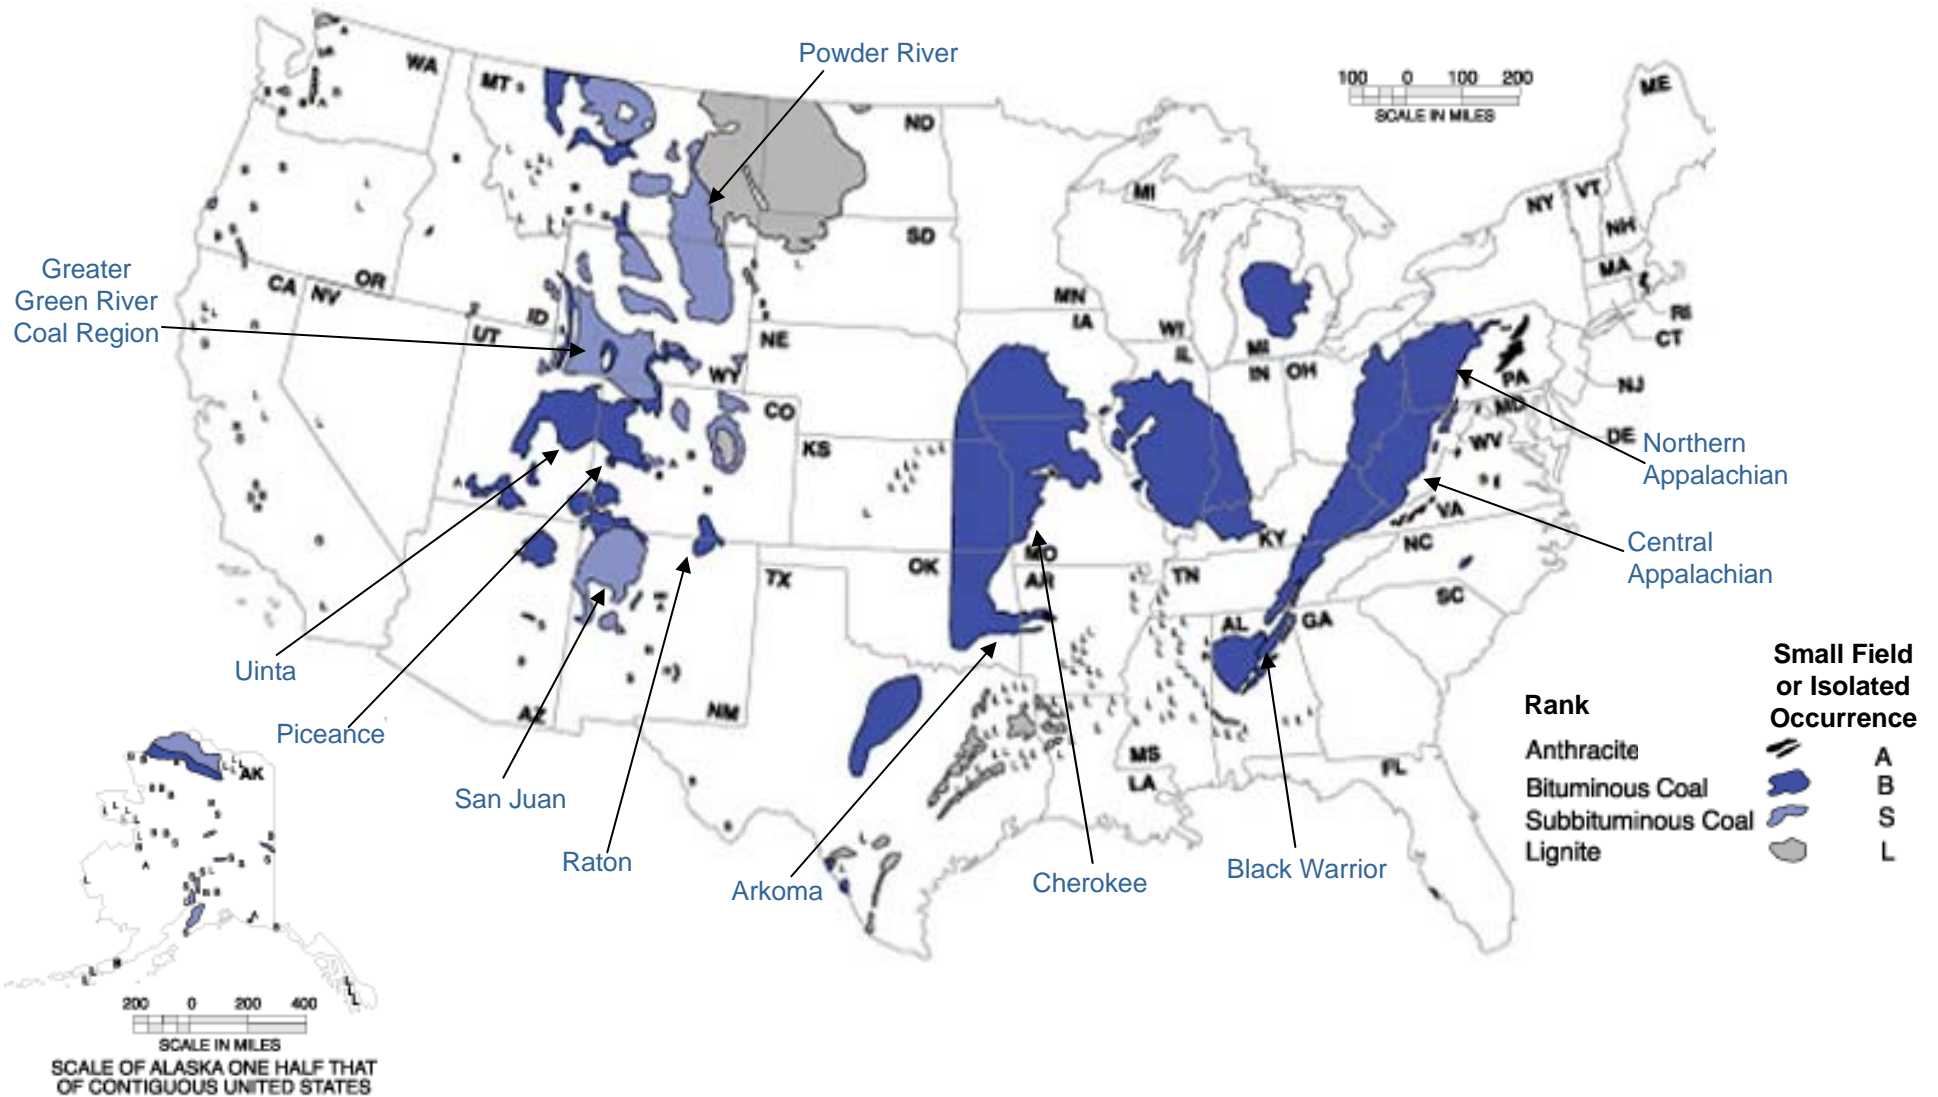 Powder River
100 0 100 200
SCALE IN MILES
WA
MT
ND
ME
MI
VT
NY
NH
SD
MA
OR
CA
NV
ID
UT
MN
IA
WI
RI
CT
NE
IL
MI
IN
OH
WY
PA
NJ
CO
MD
DE
KS
WV
VA
KY
NC
MO
OK
AR
TN
TX
SC
AL
GA
AZ
NM
MS
LA
FL
AK
Greater
Green River
Coal Region
Northern
Appalachian
Central
Appalachian
Uinta
Piceance
San Juan
Raton
Arkoma
Cherokee
Black Warrior
Small Field
or Isolated
Occurrence
Rank
Anthracite
A
Bituminous Coal
B
Subbituminous Coal
S
Lignite
L
200 0 200 400
SCALE IN MILES
SCALE OF ALASKA ONE HALF THAT
OF CONTIGUOUS UNITED STATES